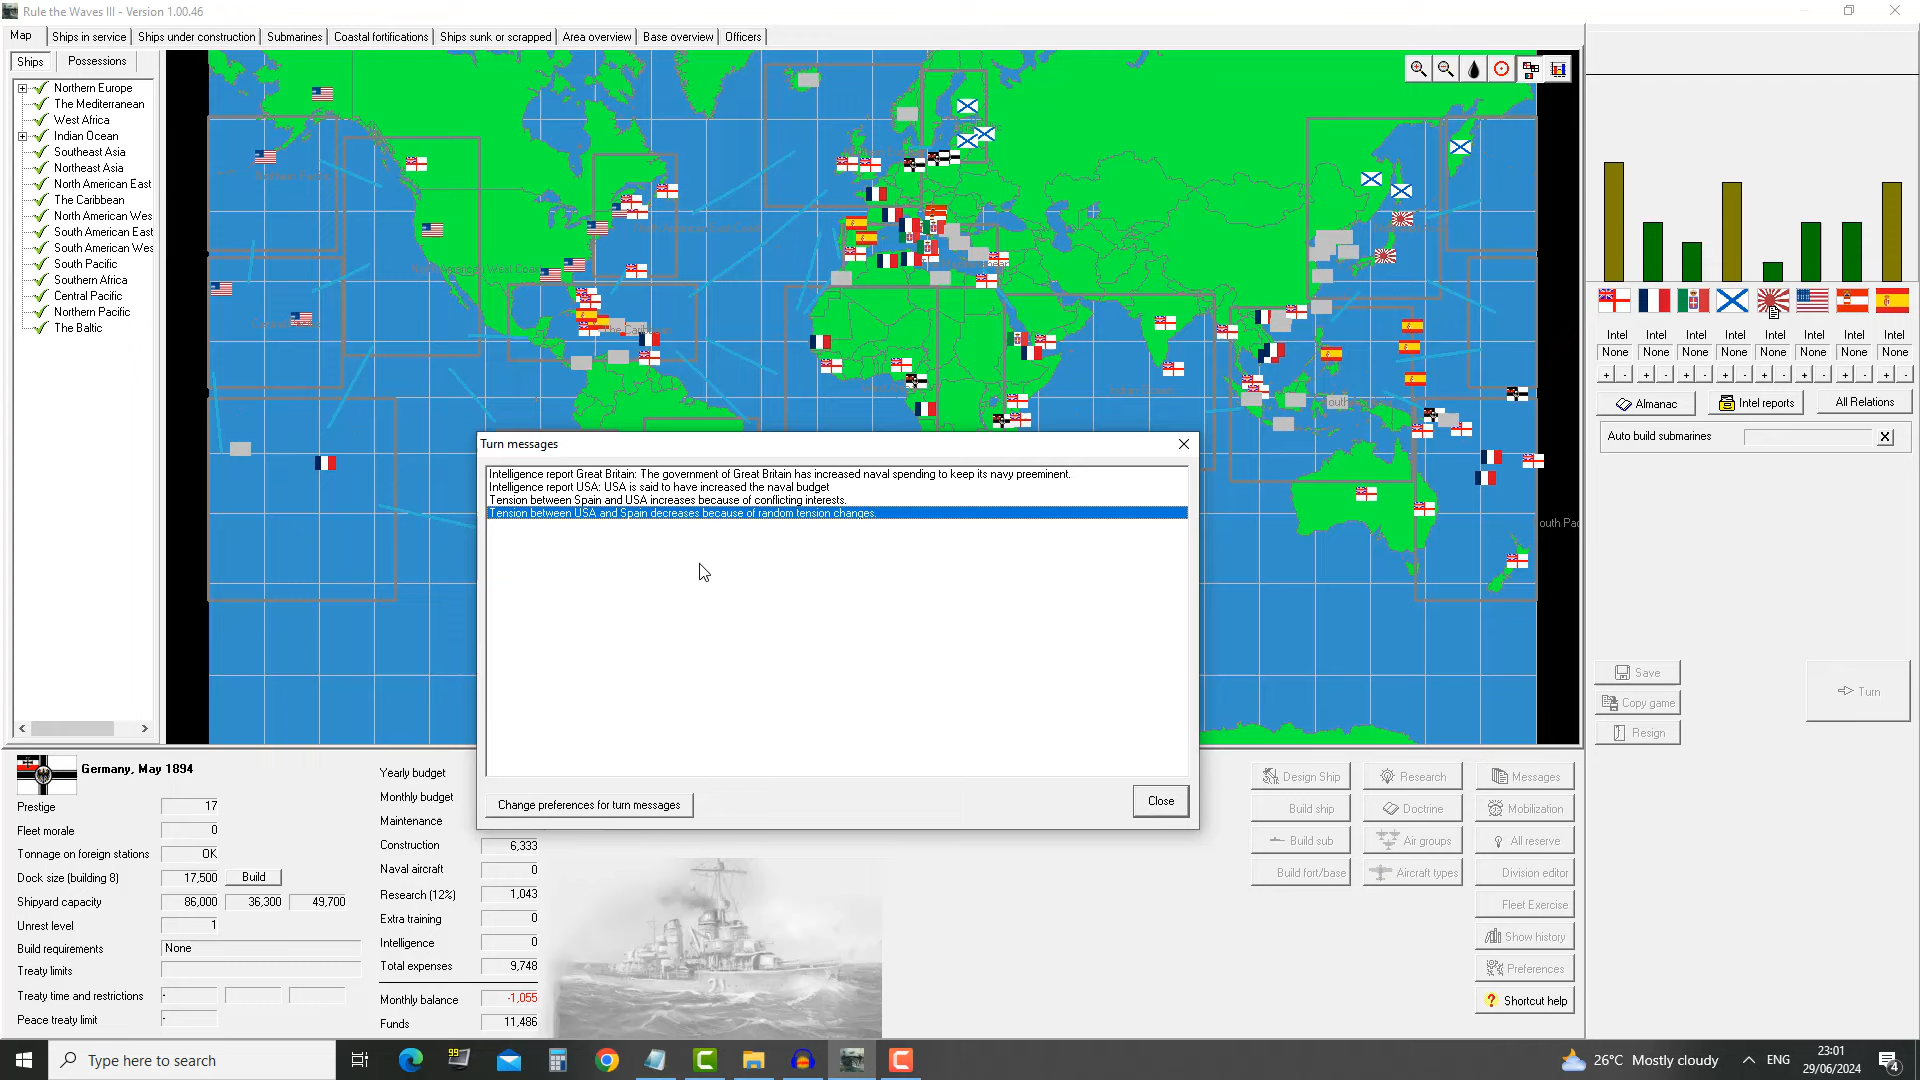 Rule the Waves III - Version 1.00.46
Map
Ships in service
Ships under construction
Submarines
Coastal fortifications
Ships sunk or scrapped
Area overview
Base overview
Officers
Ships
Possessions
Northern Europe
The Mediterranean
West Africa
Indian Ocean
Southeast Asia
Northeast Asia
North American East
The Caribbean
North American Wes
South American East
South American Wes
South Pacific
Southern Africa
Central Pacific
Northern Pacific
The Baltic
North American West Coast
The Caribbean
outh Pac
Intel Intel Intel Intel Intel Intel Intel Intel
None None None None None None None None
+ - + - + - + - + - + - + - + -
Almanac
Intel reports
All Relations
Auto build submarines
X
Turn messages
Intelligence report Great Britain: The government of Great Britain has increased naval spending to keep its navy preeminent.
Intelligence report USA: USA is said to have increased the naval budget
Tension between Spain and USA increases because of conflicting interests.
Tension between USA and Spain decreases because of random tension changes.
Change preferences for turn messages
Close
Save
Copy game
Resign
Turn
Germany, May 1894
Prestige 17
Fleet morale 0
Tonnage on foreign stations OK
Dock size (building 8) 17,500 Build
Shipyard capacity 86,000 36,300 49,700
Unrest level 1
Build requirements None
Treaty limits
Treaty time and restrictions -
Peace treaty limit -
Yearly budget
Monthly budget
Maintenance
Construction 6,333
Naval aircraft 0
Research (12%) 1,043
Extra training 0
Intelligence 0
Total expenses 9,748
Monthly balance -1,055
Funds 11,486
Design Ship
Build ship
Build sub
Build fort/base
Research
Doctrine
Air groups
Aircraft types
Messages
Mobilization
All reserve
Division editor
Fleet Exercise
Show history
Preferences
? Shortcut help
Type here to search
99
26°C Mostly cloudy
ENG
23:01
29/06/2024
4